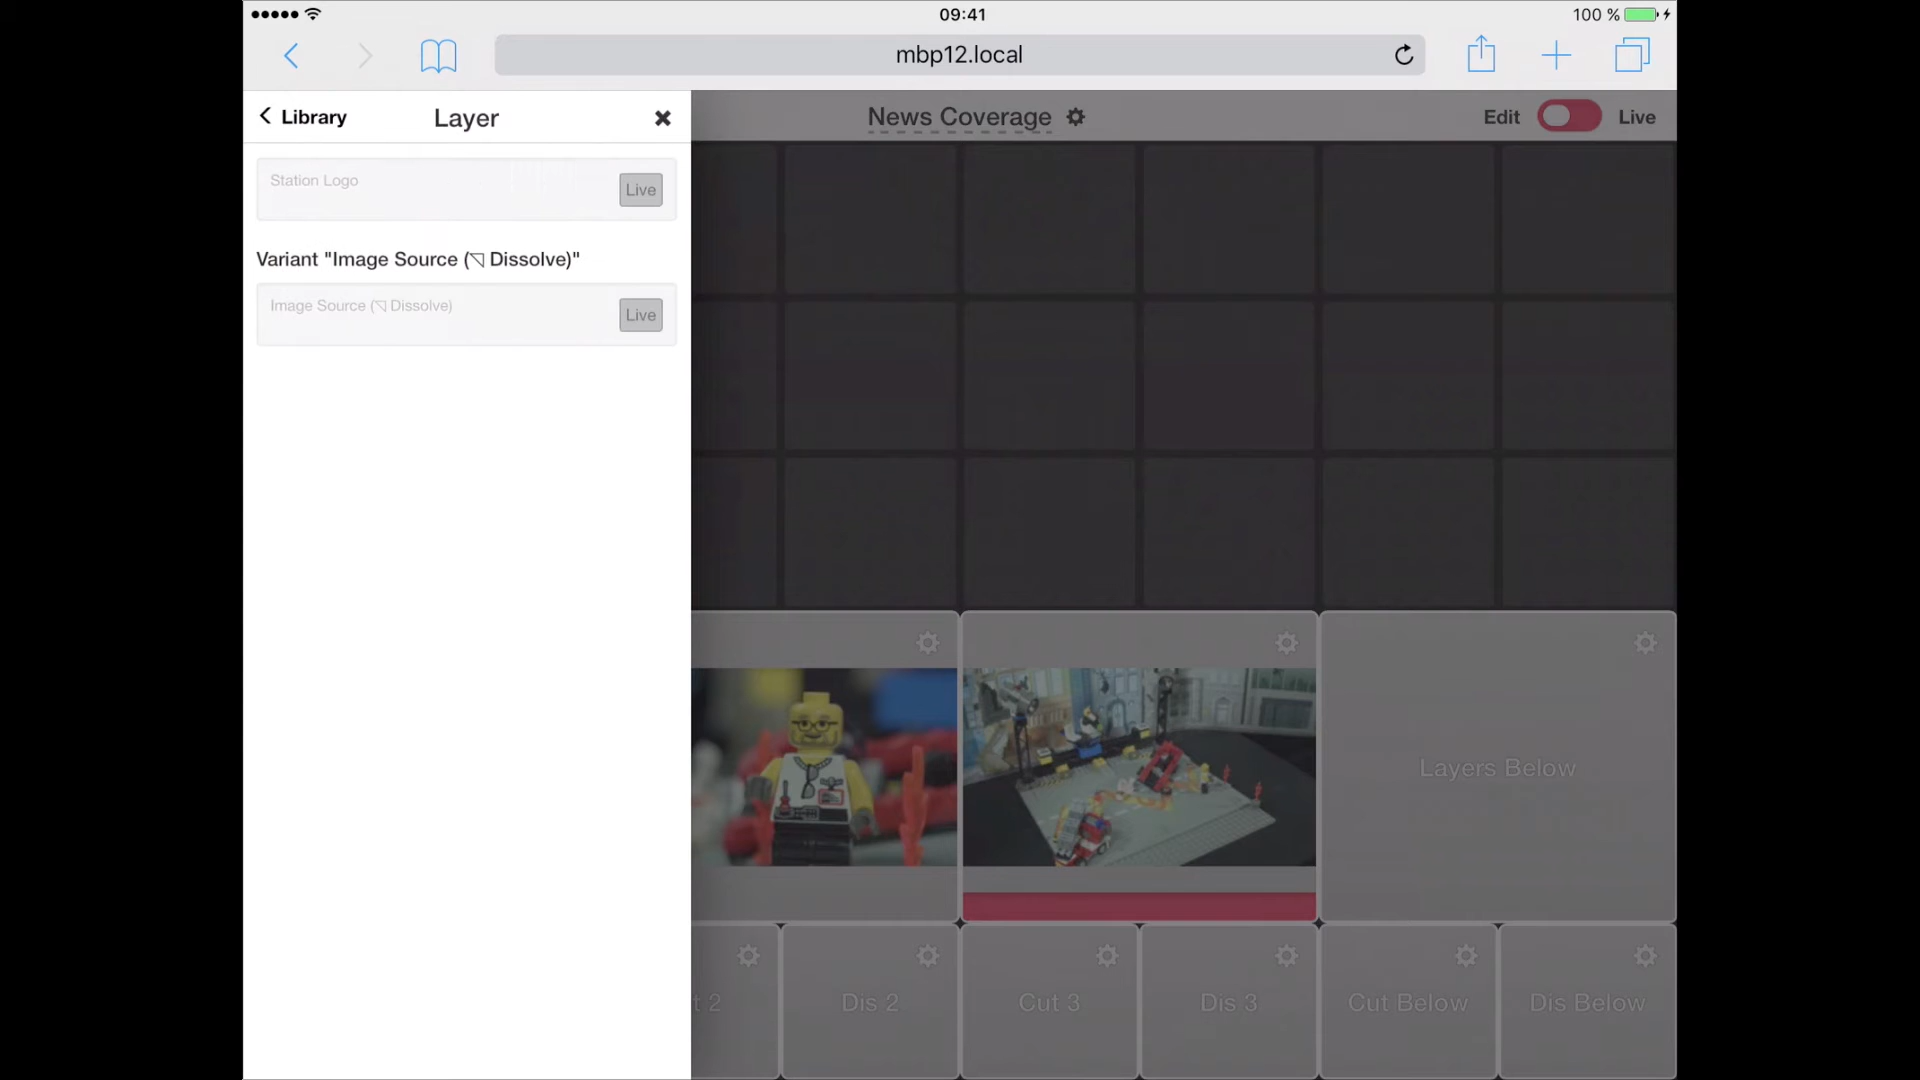 09:41
100 %
mbp12.local
Library
Layer
News Coverage
Edit
Live
Station Logo
Live
Variant "Image Source (◹ Dissolve)"
Image Source (◹ Dissolve)
Live
Layers Below
t 2
Dis 2
Cut 3
Dis 3
Cut Below
Dis Below